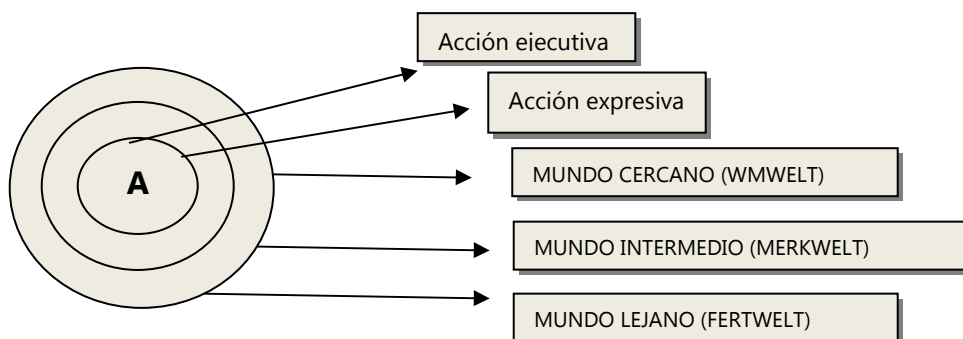 Acción ejecutiva
Acción expresiva
A
MUNDO CERCANO (WMWELT)
MUNDO INTERMEDIO (MERKWELT)
MUNDO LEJANO (FERTWELT)